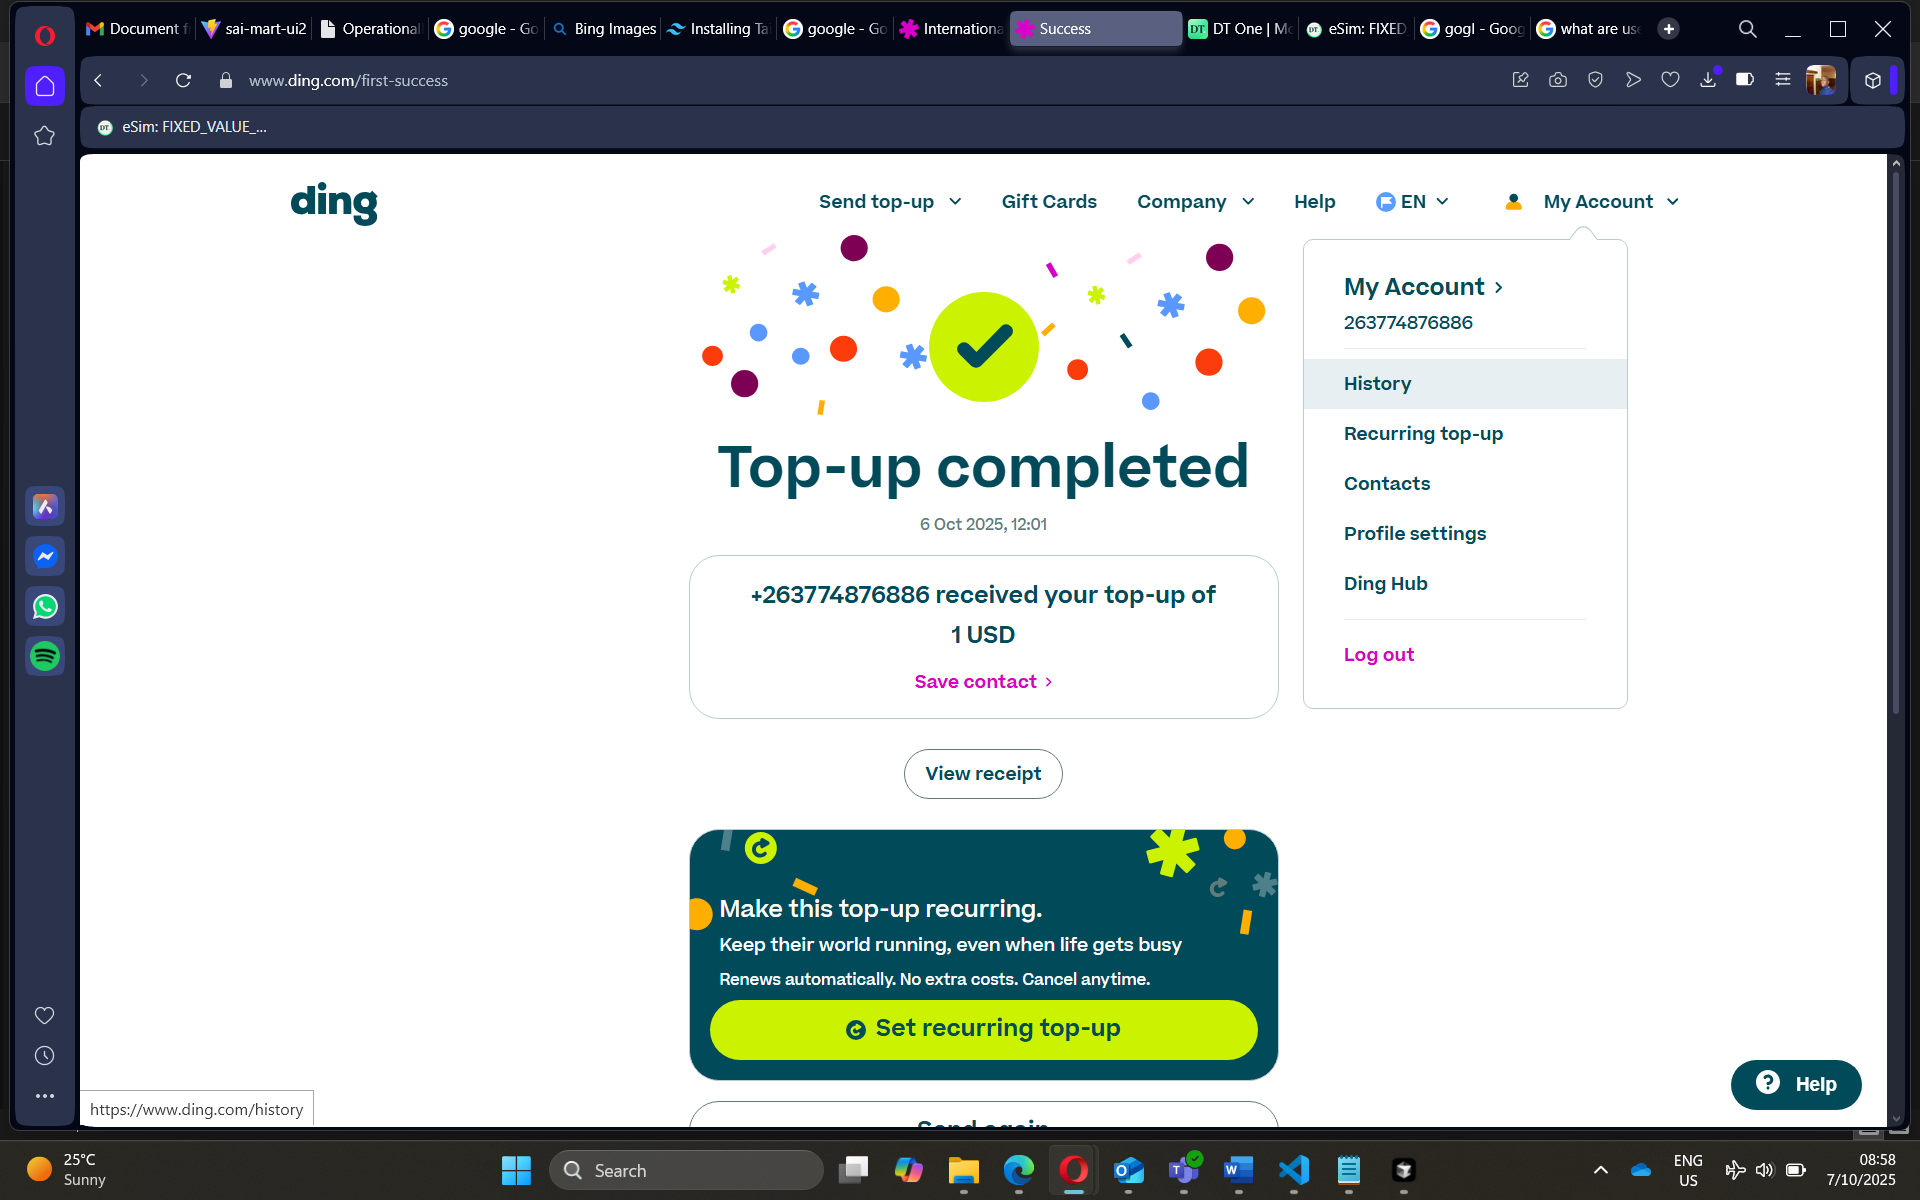 Document f
sai-mart-ui2
Operational
google - Go
Bing Images
Installing Tai
google - Go
Internationa
Success
DT One | Mo
eSim: FIXED
gogl - Goog
what are use
www.ding.com/first-success
eSim: FIXED_VALUE_...
ding
Send top-up
Gift Cards
Company
Help
EN
My Account
My Account
263774876886
History
Recurring top-up
Contacts
Profile settings
Ding Hub
Log out
Top-up completed
6 Oct 2025, 12:01
+263774876886 received your top-up of
1 USD
Save contact
View receipt
Make this top-up recurring.
Keep their world running, even when life gets busy
Renews automatically. No extra costs. Cancel anytime.
Set recurring top-up
Send again
Help
https://www.ding.com/history
25°C
Sunny
Search
ENG
US
08:58
7/10/2025